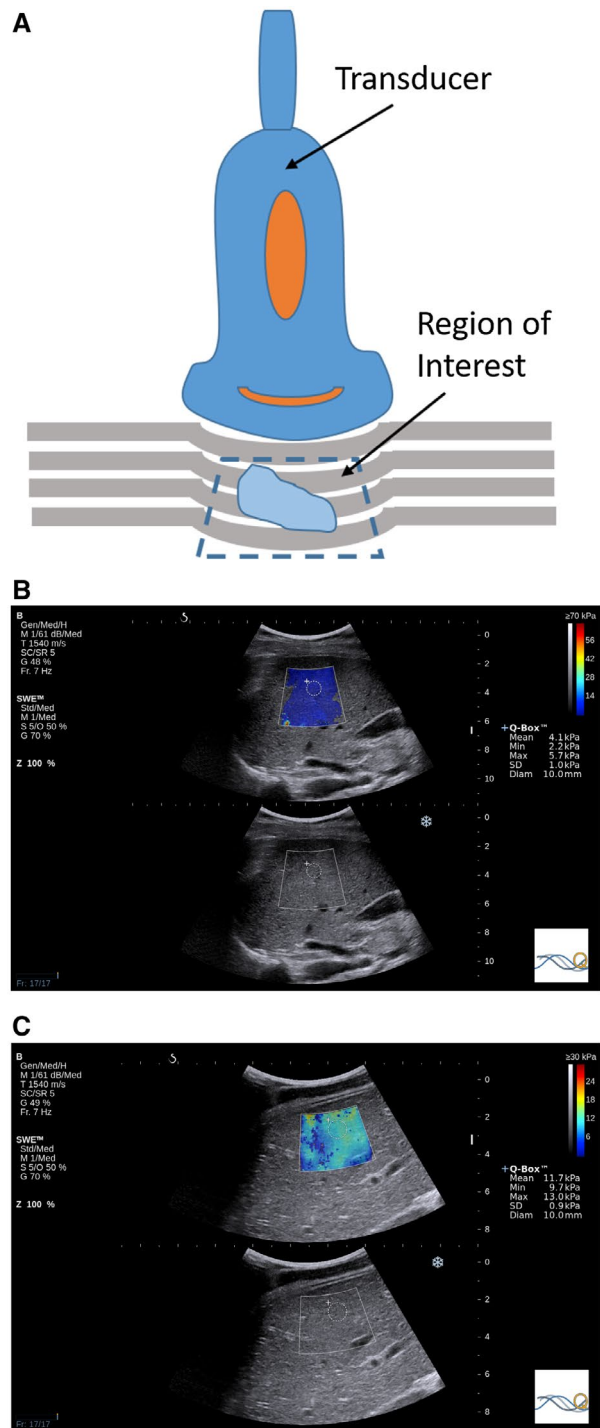 A
Transducer
Region of
Interest
B
B
Gen/Med/H
M 1/61 dB/Med
T 1540 m/s
SC/SR 5
G 48 %
Fr. 7 Hz
SWE™
Std/Med
M 1/Med
S 5/O 50 %
G 70 %
Z 100 %
≥70 kPa
56
42
28
14
+Q-Box™
Mean 4.1 kPa
Min 2.2 kPa
Max 5.7 kPa
SD 1.0 kPa
Diam 10.0 mm
0
2
4
6
8
10
0
2
4
6
8
10
Fr: 17/17
C
B
Gen/Med/H
M 1/61 dB/Med
T 1540 m/s
SC/SR 5
G 49 %
Fr. 7 Hz
SWE™
Std/Med
M 1/Med
S 5/O 50 %
G 70 %
Z 100 %
≥30 kPa
24
18
12
6
+Q-Box™
Mean 11.7 kPa
Min 9.7 kPa
Max 13.0 kPa
SD 0.9 kPa
Diam 10.0 mm
0
2
4
6
8
0
2
4
6
8
Fr: 17/17